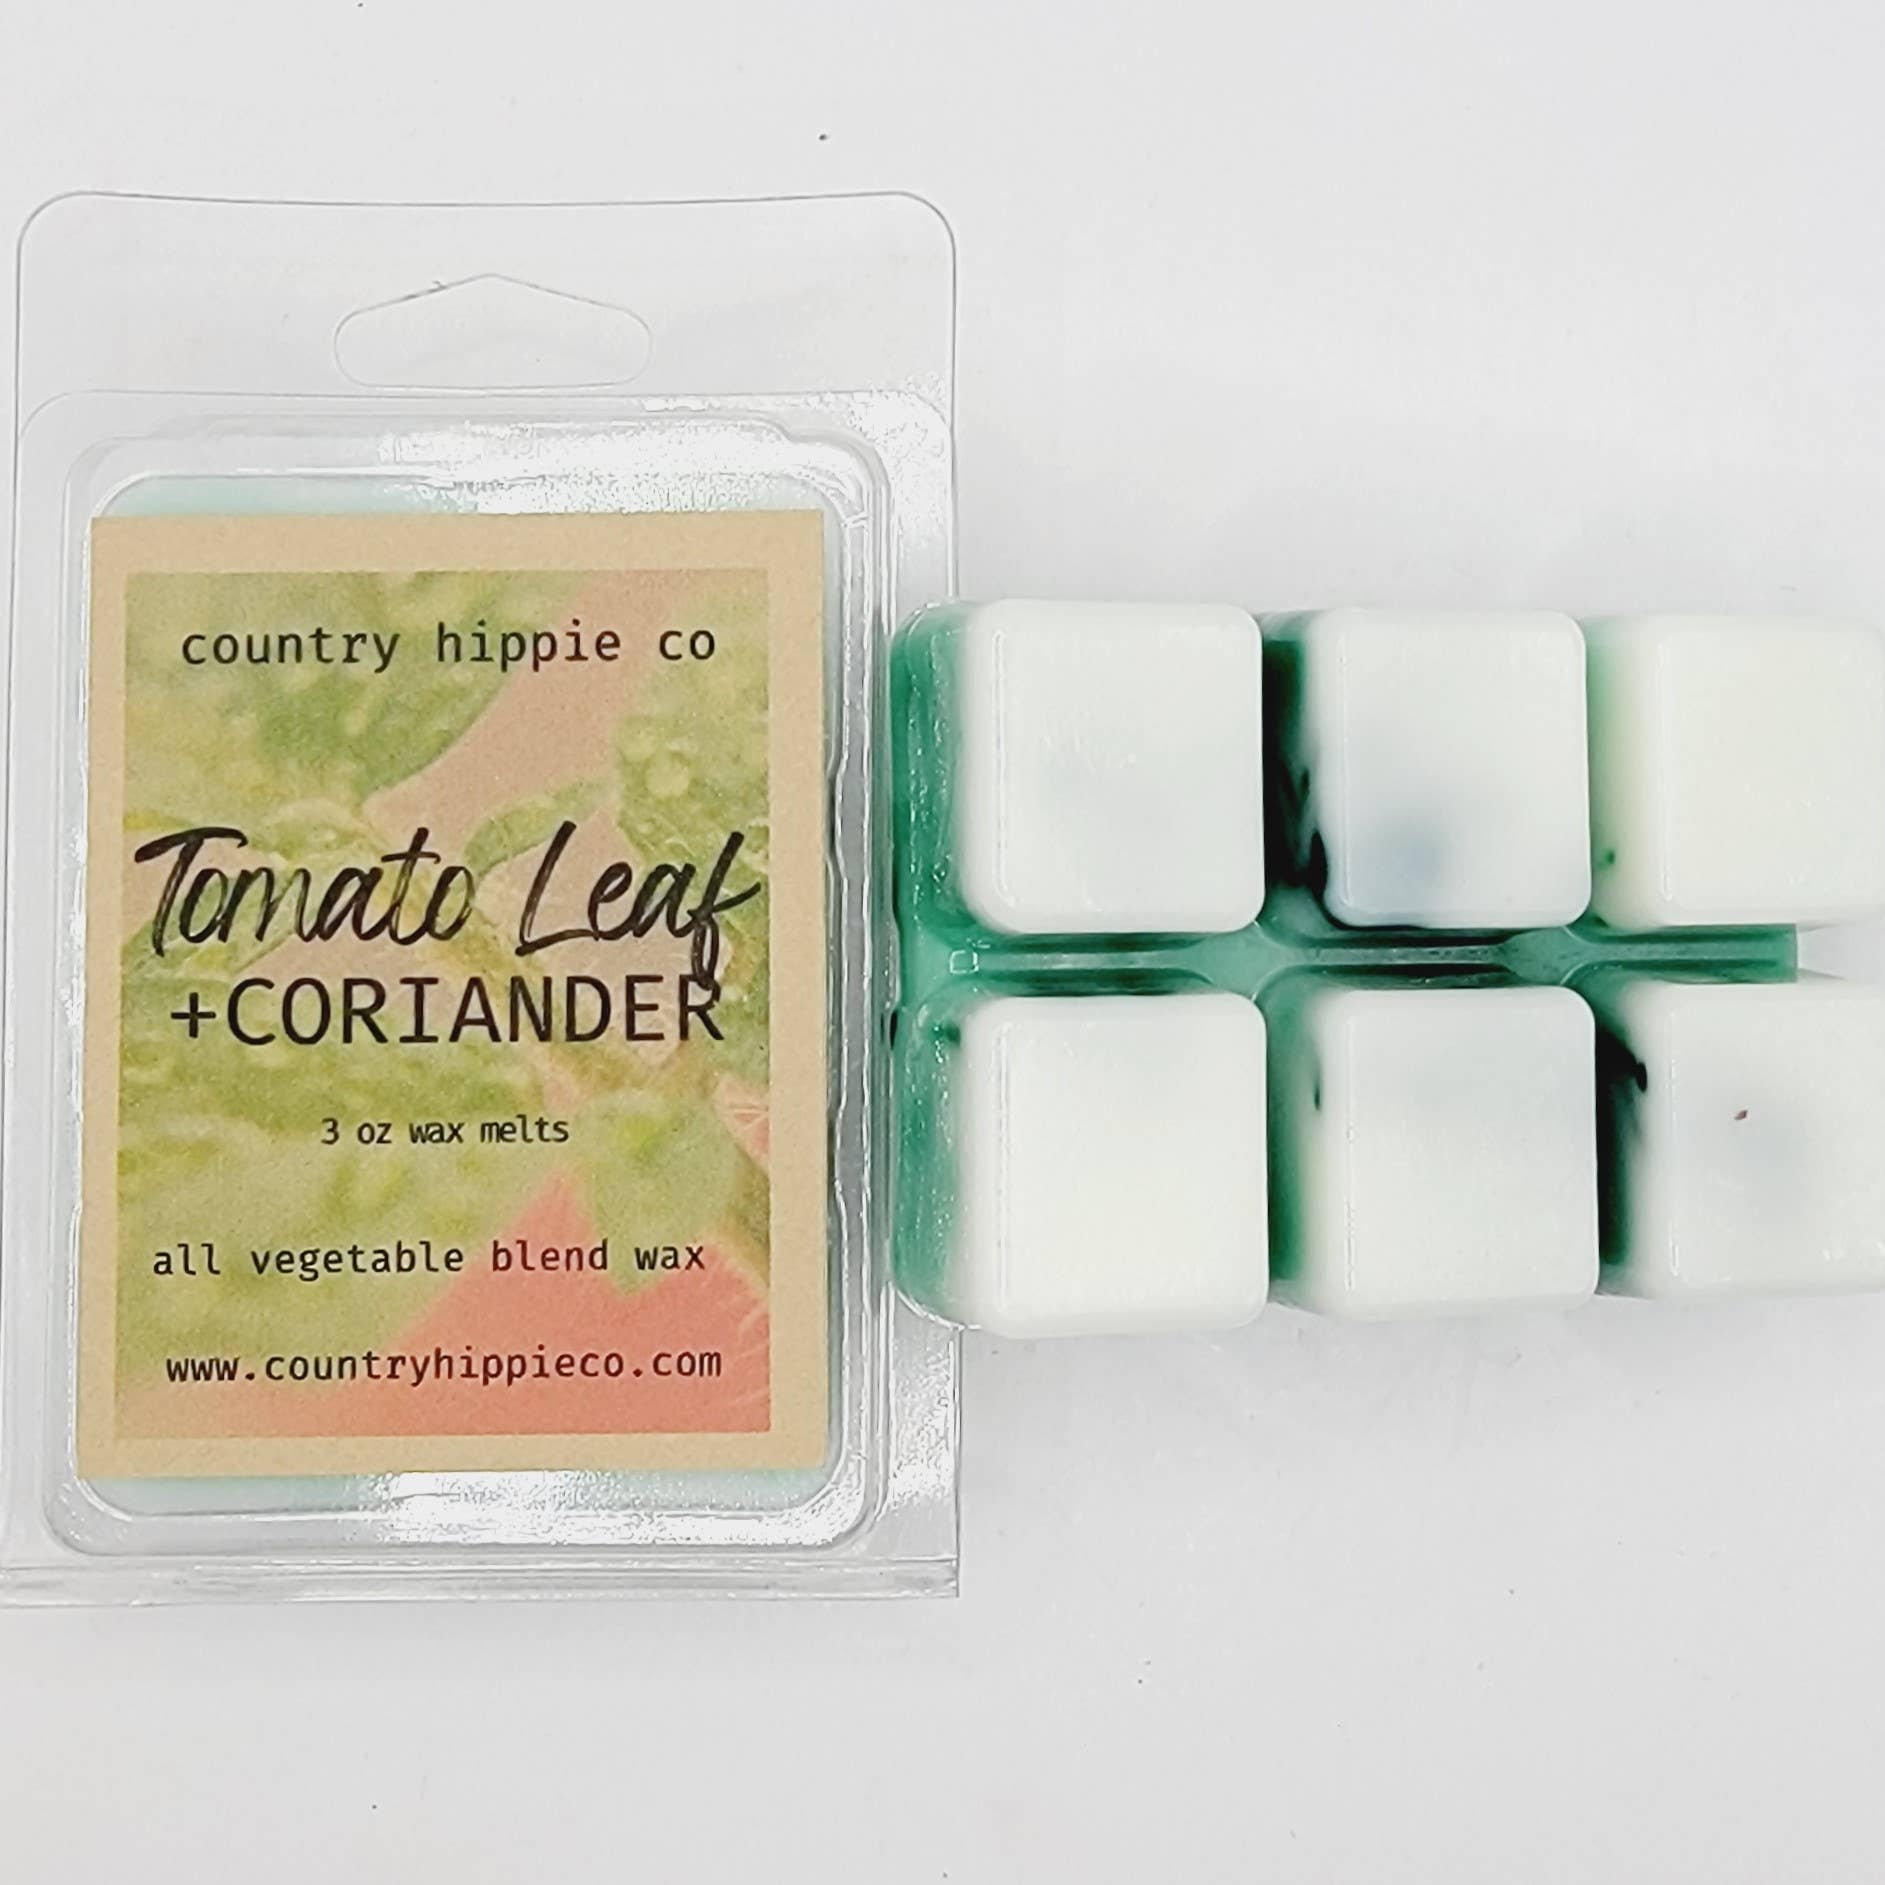 country hippie co
Tomato Leaf
+CORIANDER
3 oz wax melts
all vegetable blend wax
www.countryhippieco.com